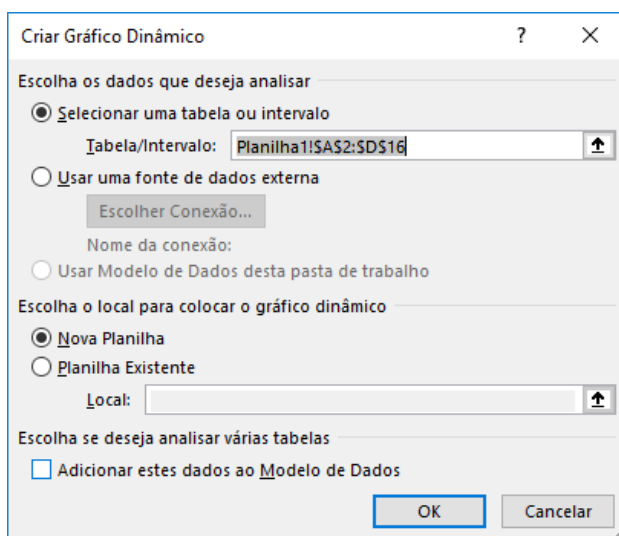 Criar Gráfico Dinâmico ? ×
Escolha os dados que deseja analisar
Selecionar uma tabela ou intervalo
Tabela/Intervalo: Planilha1!$A$2:$D$16
Usar uma fonte de dados externa
Escolher Conexão...
Nome da conexão:
Usar Modelo de Dados desta pasta de trabalho
Escolha o local para colocar o gráfico dinâmico
Nova Planilha
Planilha Existente
Local:
Escolha se deseja analisar várias tabelas
Adicionar estes dados ao Modelo de Dados
OK Cancelar